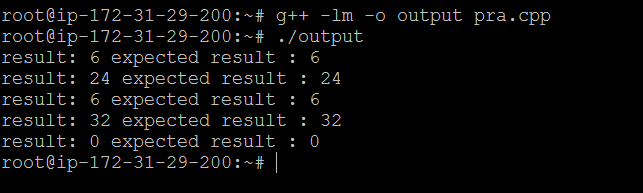 root@ip-172-31-29-200:~# g++ -lm -o output pra.cpp
root@ip-172-31-29-200:~# ./output
result: 6 expected result : 6
result: 24 expected result : 24
result: 6 expected result : 6
result: 32 expected result : 32
result: 0 expected result : 0
root@ip-172-31-29-200:~#